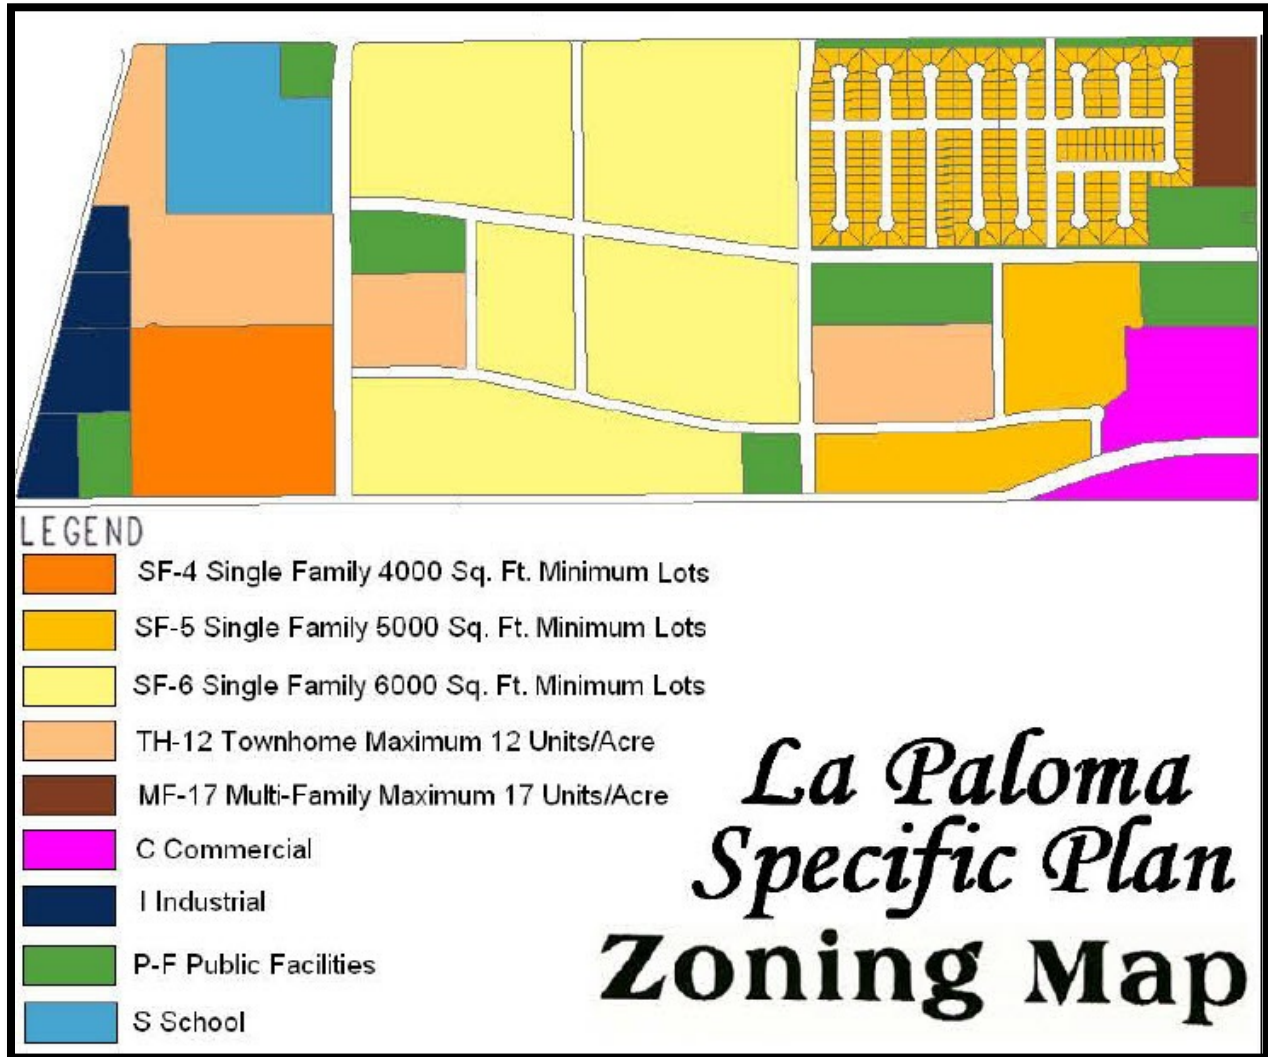 LEGEND
SF-4 Single Family 4000 Sq. Ft. Minimum Lots
SF-5 Single Family 5000 Sq. Ft. Minimum Lots
SF-6 Single Family 6000 Sq. Ft. Minimum Lots
TH-12 Townhome Maximum 12 Units/Acre
MF-17 Multi-Family Maximum 17 Units/Acre
C Commercial
I Industrial
P-F Public Facilities
S School
La Paloma
Specific Plan
Zoning Map